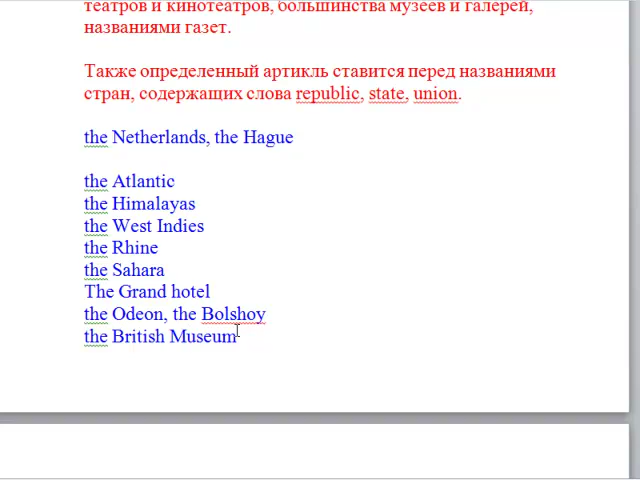 театров и кинотеатров, большинства музеев и галерей,
названиями газет.
Также определенный артикль ставится перед названиями
стран, содержащих слова republic, state, union.
the Netherlands, the Hague
the Atlantic
the Himalayas
the West Indies
the Rhine
the Sahara
The Grand hotel
the Odeon, the Bolshoy
the British Museum